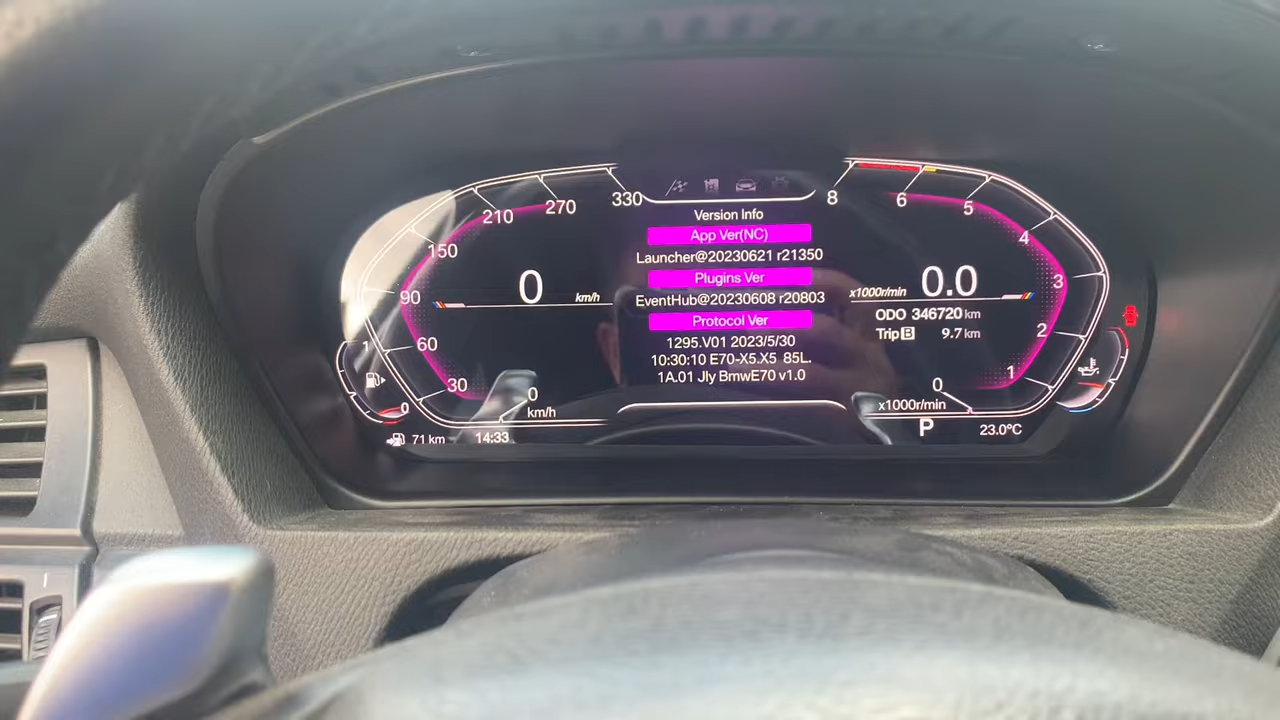 330
270
210
150
90
60
30
0
km/h
0
km/h
1
0
71 km
14:33
Version Info
App Ver(NC)
Launcher@20230621 r21350
Plugins Ver
EventHub@20230608 r20803
Protocol Ver
1295.V01 2023/5/30
10:30:10 E70-X5.X5 85L.
1A.01 Jly BmwE70 v1.0
8
6
5
4
3
2
1
0
x1000r/min
0.0
ODO 346720 km
Trip B 9.7 km
x1000r/min
P
23.0°C